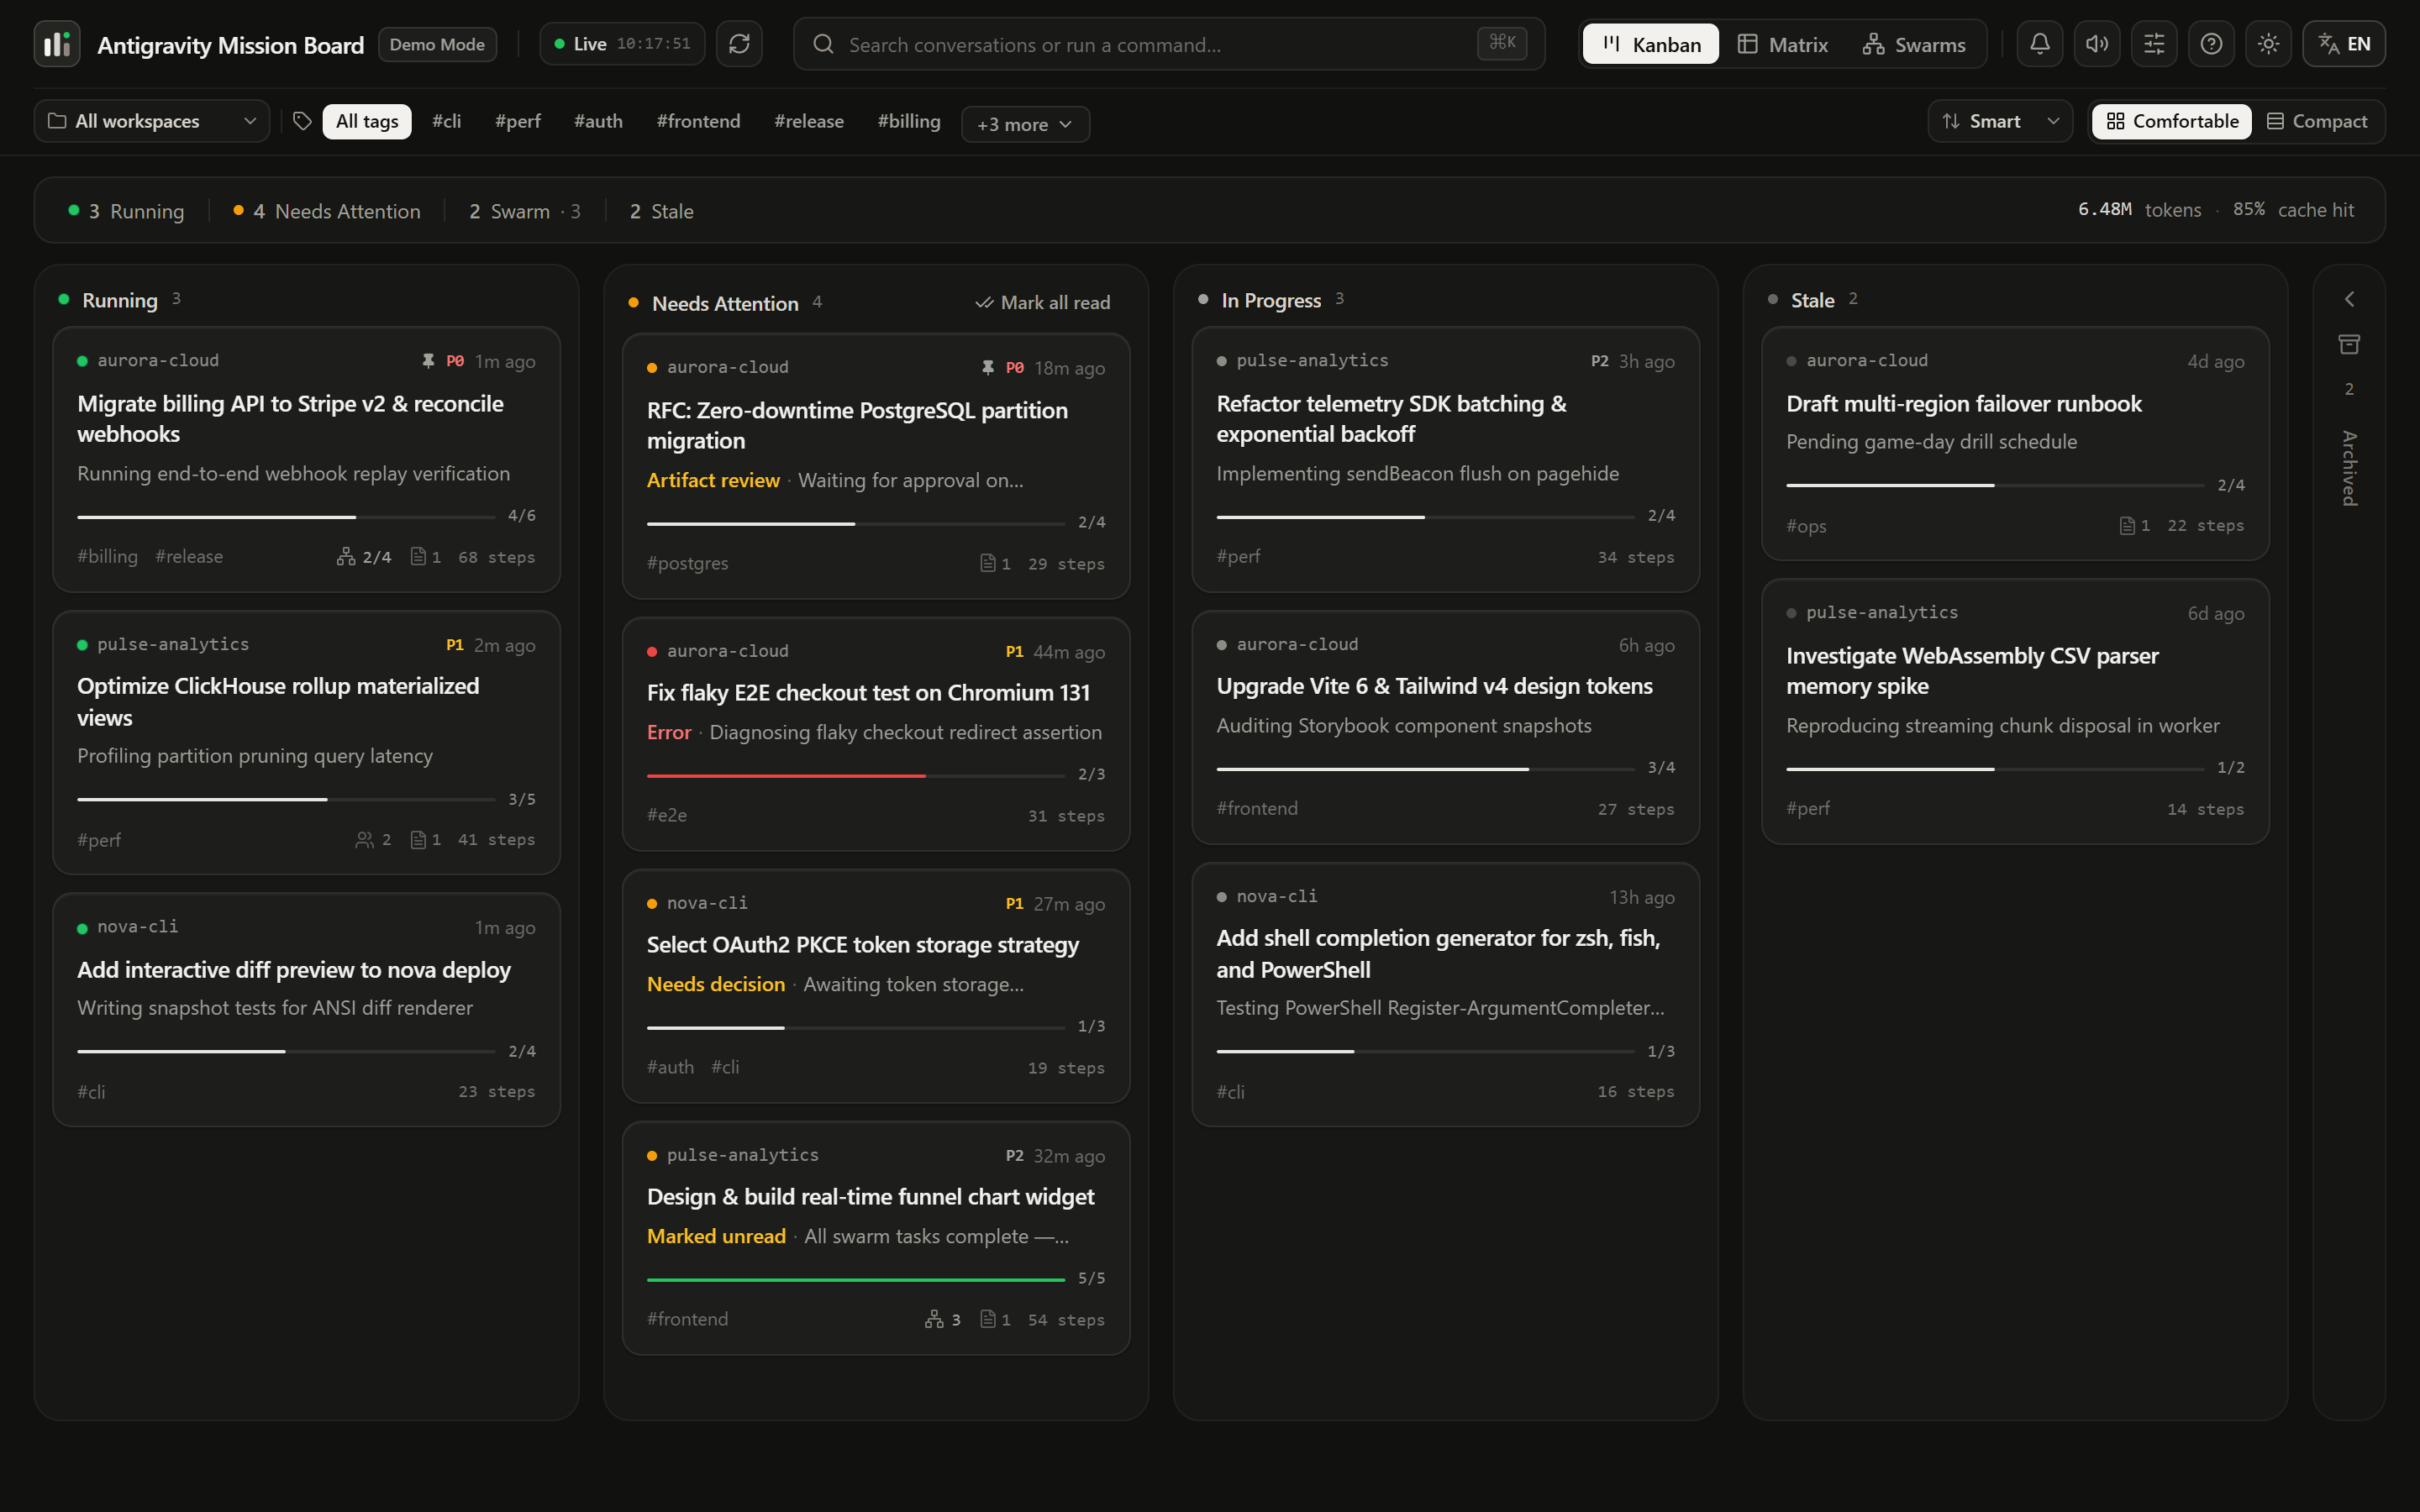 Antigravity Mission Board Demo Mode Live 10:17:51 Search conversations or run a command... ⌘K Kanban Matrix Swarms EN
All workspaces All tags #cli #perf #auth #frontend #release #billing +3 more Smart Comfortable Compact
3 Running 4 Needs Attention 2 Swarm · 3 2 Stale 6.48M tokens · 85% cache hit
Running 3
aurora-cloud P0 1m ago
Migrate billing API to Stripe v2 & reconcile
webhooks
Running end-to-end webhook replay verification
4/6
#billing #release 2/4 1 68 steps
pulse-analytics P1 2m ago
Optimize ClickHouse rollup materialized
views
Profiling partition pruning query latency
3/5
#perf 2 1 41 steps
nova-cli 1m ago
Add interactive diff preview to nova deploy
Writing snapshot tests for ANSI diff renderer
2/4
#cli 23 steps
Needs Attention 4 Mark all read
aurora-cloud P0 18m ago
RFC: Zero-downtime PostgreSQL partition
migration
Artifact review · Waiting for approval on...
2/4
#postgres 1 29 steps
aurora-cloud P1 44m ago
Fix flaky E2E checkout test on Chromium 131
Error · Diagnosing flaky checkout redirect assertion
2/3
#e2e 31 steps
nova-cli P1 27m ago
Select OAuth2 PKCE token storage strategy
Needs decision · Awaiting token storage...
1/3
#auth #cli 19 steps
pulse-analytics P2 32m ago
Design & build real-time funnel chart widget
Marked unread · All swarm tasks complete —...
5/5
#frontend 3 1 54 steps
In Progress 3
pulse-analytics P2 3h ago
Refactor telemetry SDK batching &
exponential backoff
Implementing sendBeacon flush on pagehide
2/4
#perf 34 steps
aurora-cloud 6h ago
Upgrade Vite 6 & Tailwind v4 design tokens
Auditing Storybook component snapshots
3/4
#frontend 27 steps
nova-cli 13h ago
Add shell completion generator for zsh, fish,
and PowerShell
Testing PowerShell Register-ArgumentCompleter...
1/3
#cli 16 steps
Stale 2
aurora-cloud 4d ago
Draft multi-region failover runbook
Pending game-day drill schedule
2/4
#ops 1 22 steps
pulse-analytics 6d ago
Investigate WebAssembly CSV parser
memory spike
Reproducing streaming chunk disposal in worker
1/2
#perf 14 steps
2
Archived